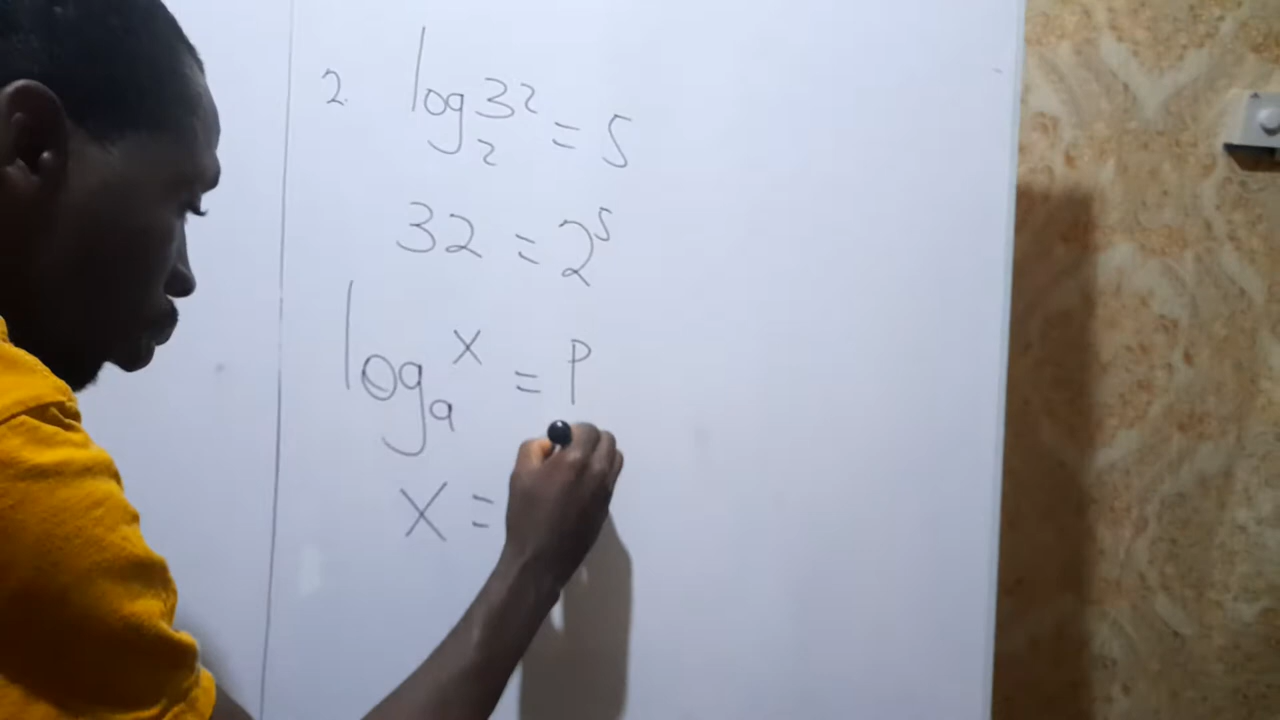 2. log₂32 = 5
32 = 2⁵
logₐx = P
x =